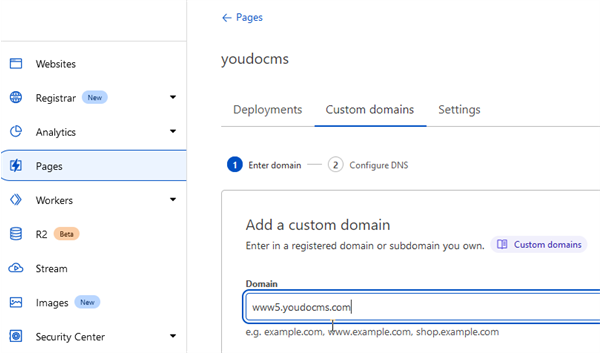 ← Pages
youdocms
Websites
Registrar New
Analytics
Pages
Workers
R2 Beta
Stream
Images New
Security Center
Deployments Custom domains Settings
1 Enter domain 2 Configure DNS
Add a custom domain
Enter in a registered domain or subdomain you own. Custom domains
Domain
www5.youdocms.com
e.g. example.com, www.example.com, shop.example.com